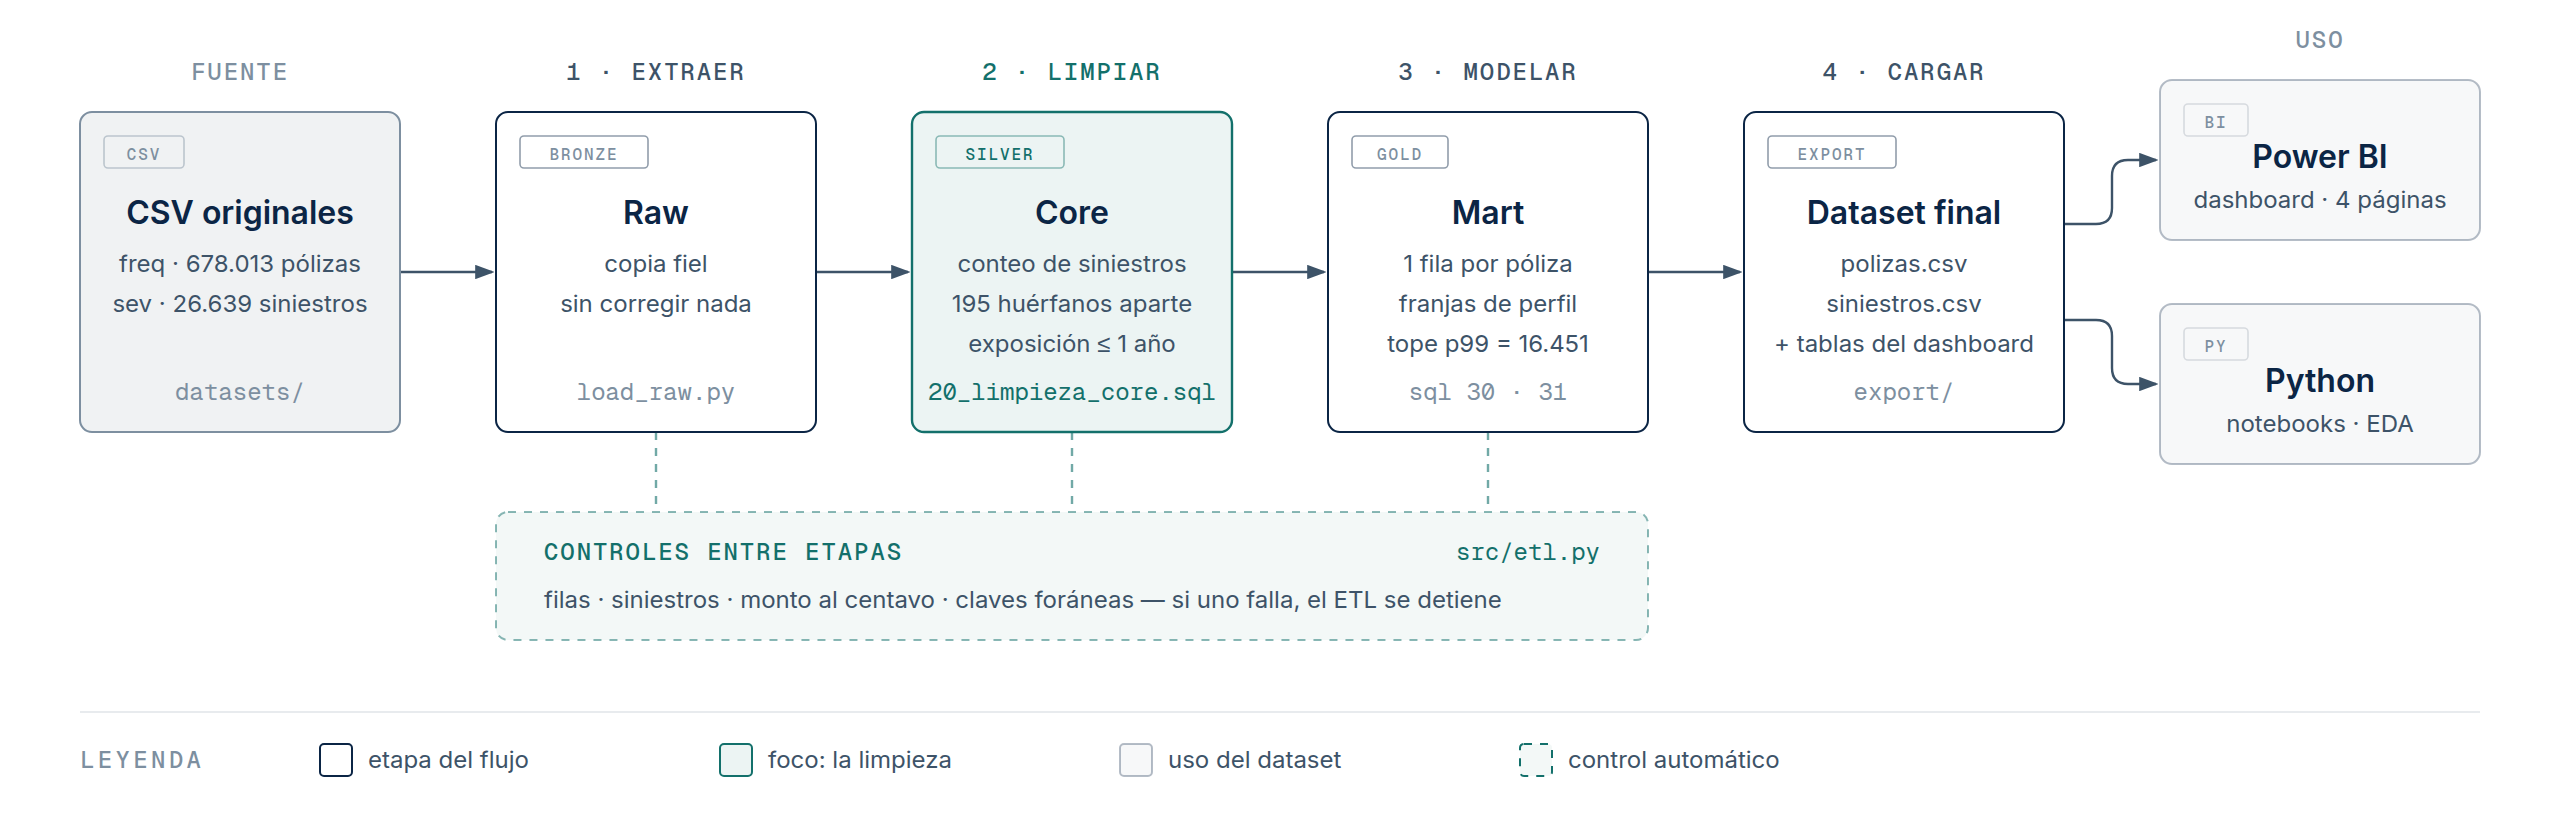 FUENTE
CSV
CSV originales
freq · 678.013 pólizas
sev · 26.639 siniestros
datasets/
1 · EXTRAER
BRONZE
Raw
copia fiel
sin corregir nada
load_raw.py
2 · LIMPIAR
SILVER
Core
conteo de siniestros
195 huérfanos aparte
exposición ≤ 1 año
20_limpieza_core.sql
3 · MODELAR
GOLD
Mart
1 fila por póliza
franjas de perfil
tope p99 = 16.451
sql 30 · 31
4 · CARGAR
EXPORT
Dataset final
polizas.csv
siniestros.csv
+ tablas del dashboard
export/
USO
BI
Power BI
dashboard · 4 páginas
PY
Python
notebooks · EDA
CONTROLES ENTRE ETAPAS
src/etl.py
filas · siniestros · monto al centavo · claves foráneas — si uno falla, el ETL se detiene
LEYENDA
etapa del flujo
foco: la limpieza
uso del dataset
control automático